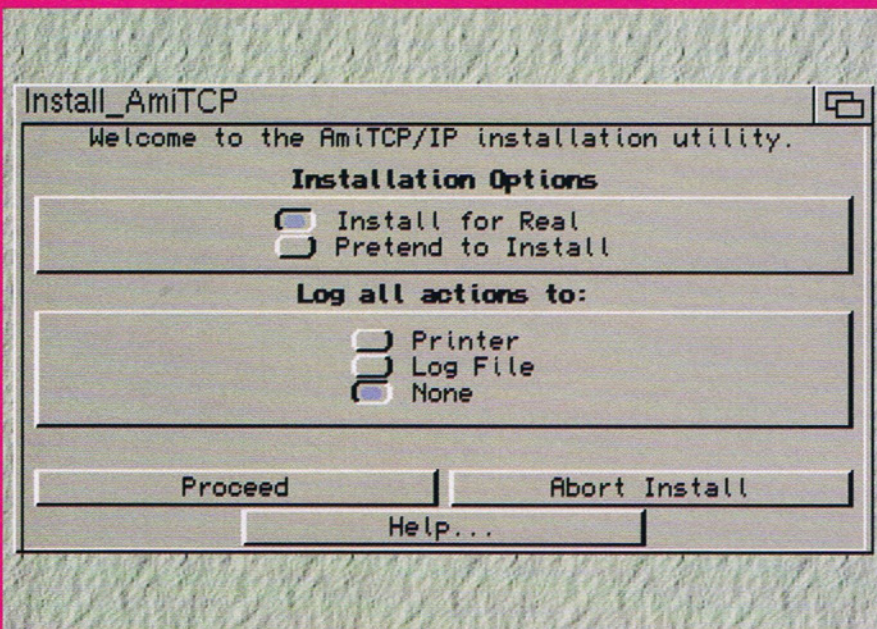 Install_AmiTCP
Welcome to the AmiTCP/IP installation utility.
Installation Options
Install for Real
Pretend to Install
Log all actions to:
Printer
Log File
None
Proceed
Abort Install
Help...